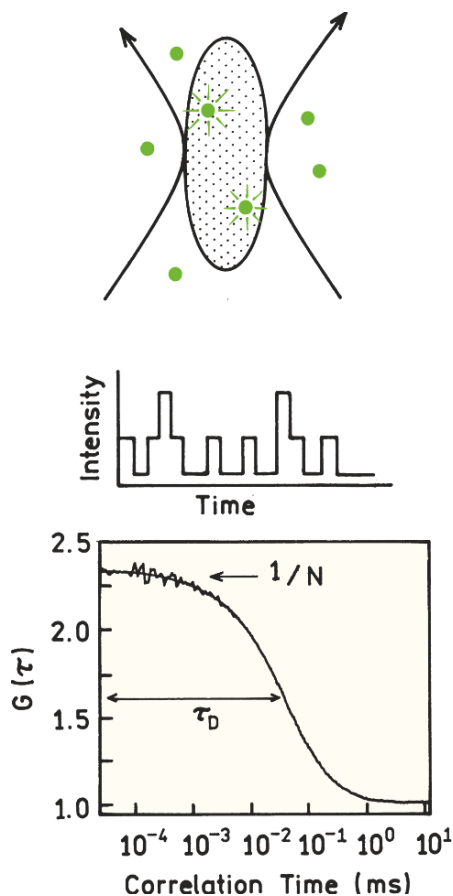 Intensity
Time
2.5
2.0
1.5
1.0
G(τ)
1/N
τ_D
10⁻⁴ 10⁻³ 10⁻² 10⁻¹ 10⁰ 10¹
Correlation Time (ms)